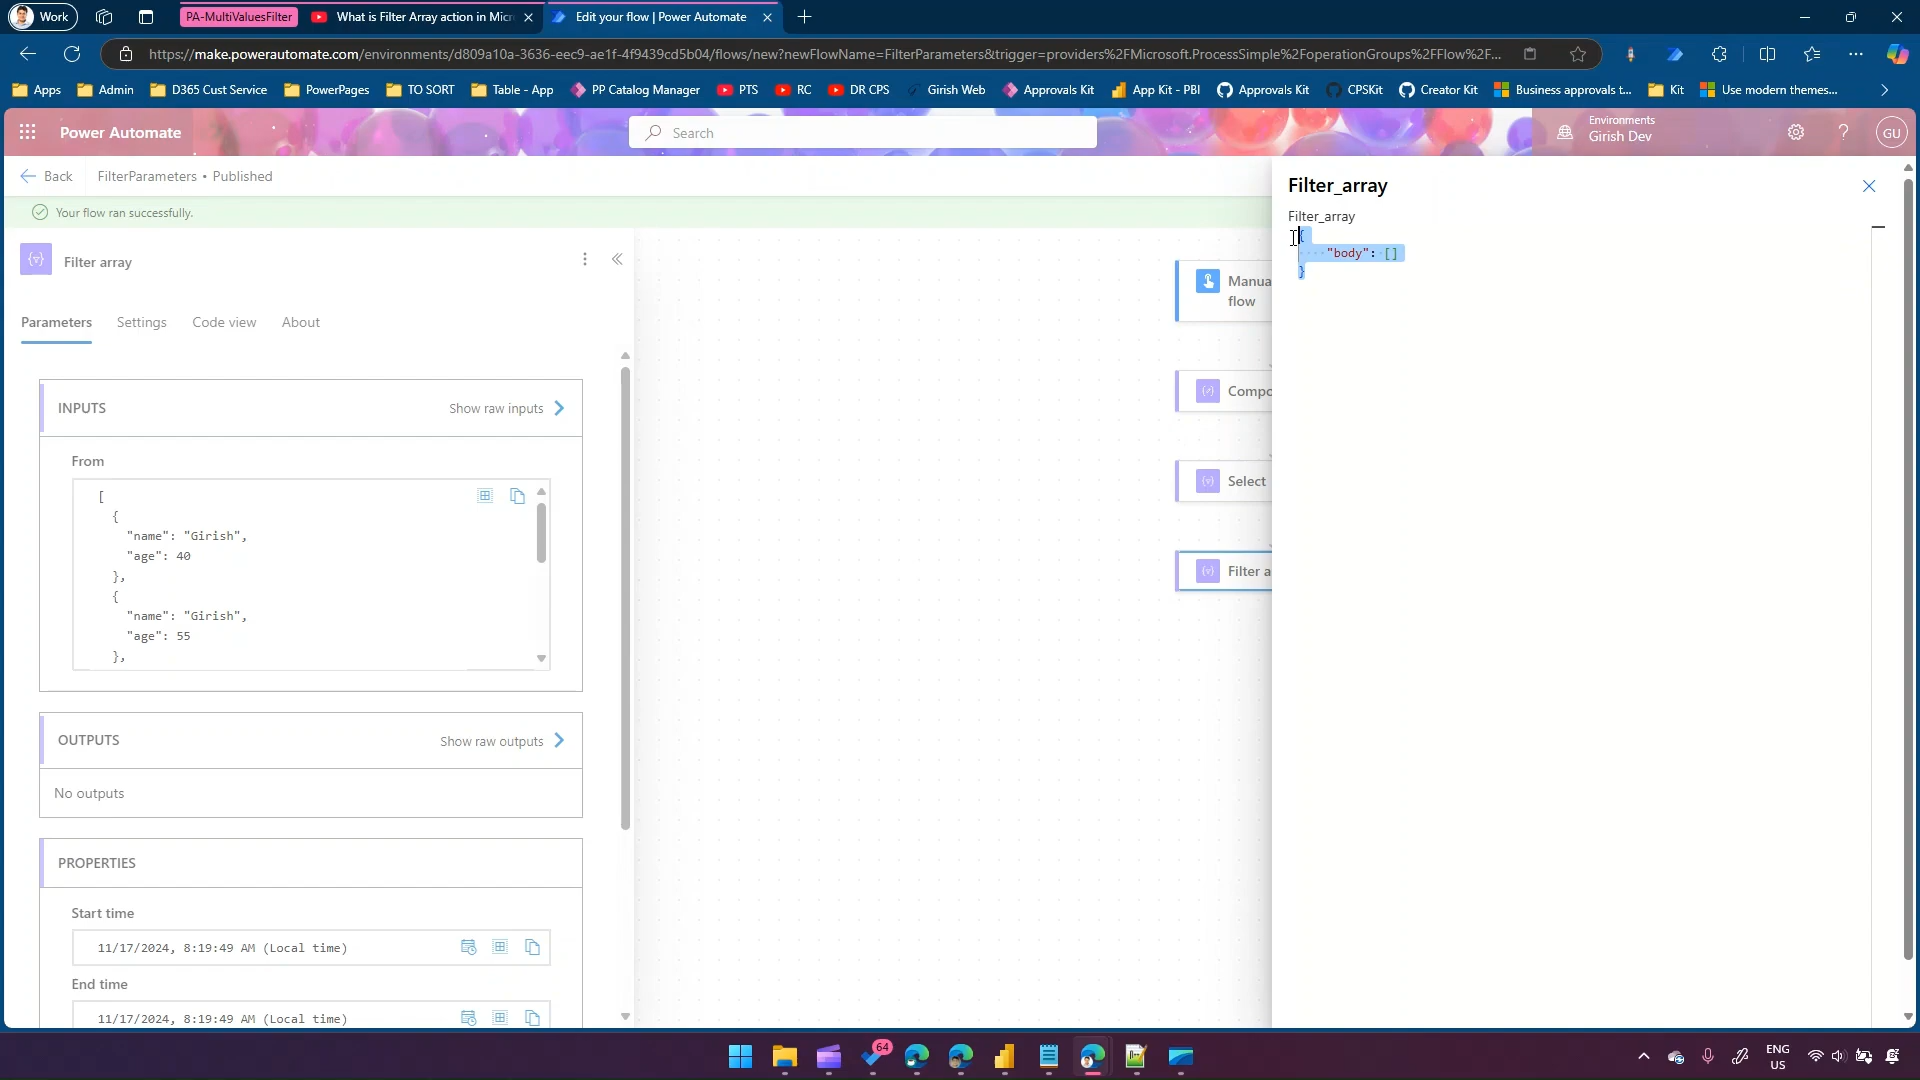 Work
PA-MultiValuesFilter
What is Filter Array action in Micr
Edit your flow | Power Automate
https://make.powerautomate.com/environments/d809a10a-3636-eec9-ae1f-4f9439cd5b04/flows/new?newFlowName=FilterParameters&trigger=providers%2FMicrosoft.ProcessSimple%2FoperationGroups%2FFlow%2F...
Apps
Admin
D365 Cust Service
PowerPages
TO SORT
Table - App
PP Catalog Manager
PTS
RC
DR CPS
Girish Web
Approvals Kit
App Kit - PBI
Approvals Kit
CPSKit
Creator Kit
Business approvals t...
Kit
Use modern themes...
Power Automate
Search
Environments
Girish Dev
GU
Back
FilterParameters • Published
Your flow ran successfully.
Filter array
Parameters
Settings
Code view
About
INPUTS
Show raw inputs
From
[
{
"name": "Girish",
"age": 40
},
{
"name": "Girish",
"age": 55
},
OUTPUTS
Show raw outputs
No outputs
PROPERTIES
Start time
11/17/2024, 8:19:49 AM (Local time)
End time
11/17/2024, 8:19:49 AM (Local time)
Manua
flow
Compo
Select
Filter a
Filter_array
Filter_array
{
"body": []
}
64
ENG
US